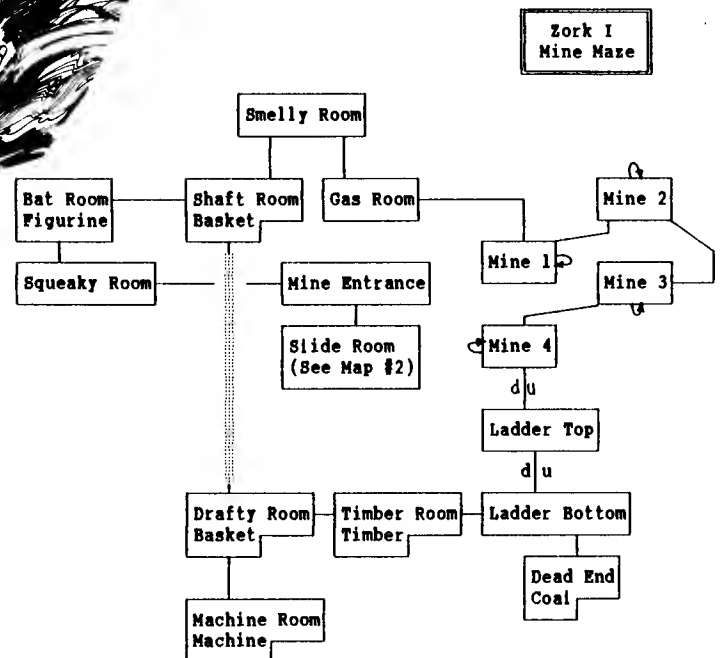 Zork I
Mine Maze
Smelly Room
Bat Room
Figurine
Shaft Room
Basket
Gas Room
Mine 2
Mine 1
Squeaky Room
Mine Entrance
Mine 3
Slide Room
(See Map #2)
Mine 4
d u
Ladder Top
d u
Drafty Room
Basket
Timber Room
Timber
Ladder Bottom
Dead End
Coal
Machine Room
Machine